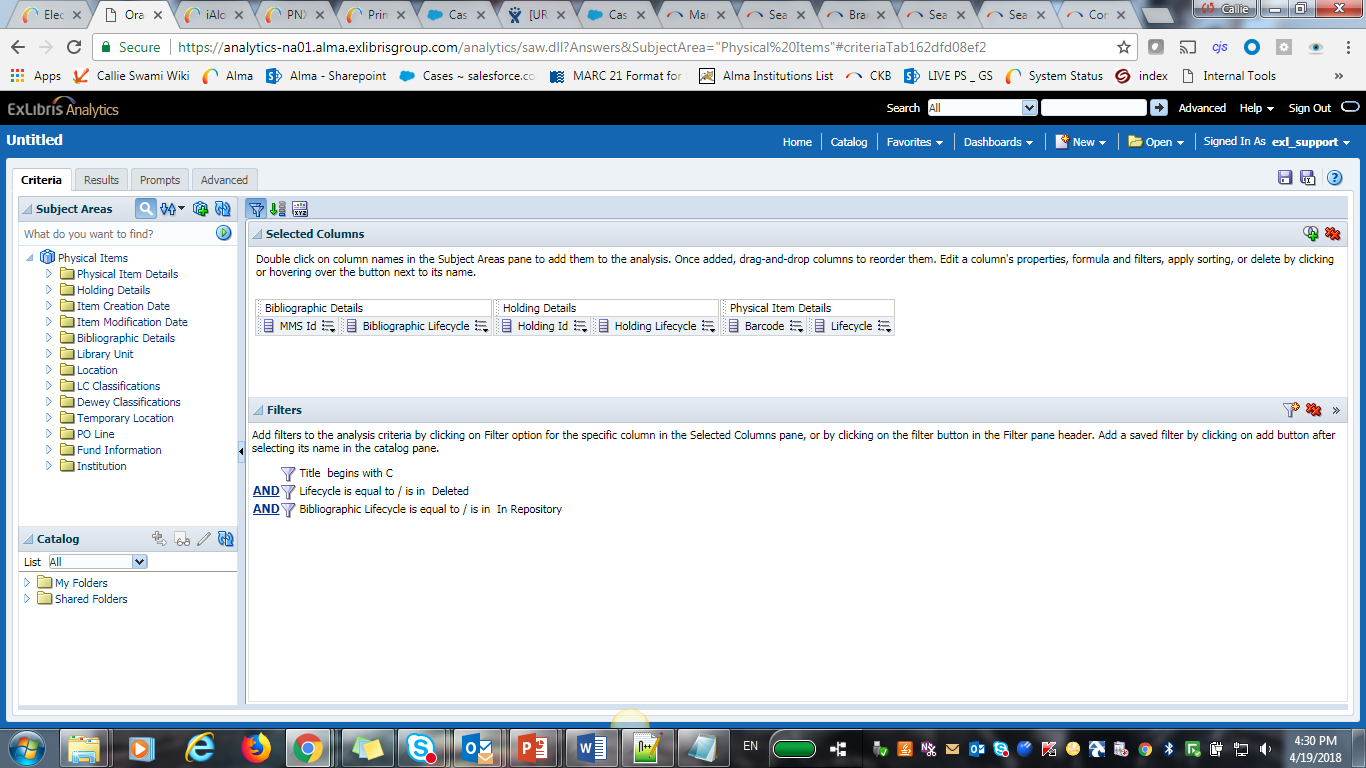 Elec Ora iAlo PNX Prin Cas [UR Cas Mar Sea Bra Sea Sea Cor Callie
Secure https://analytics-na01.alma.exlibrisgroup.com/analytics/saw.dll?Answers&SubjectArea="Physical%20Items"#criteriaTab162dfd08ef2 cjs
Apps Callie Swami Wiki Alma Alma - Sharepoint Cases ~ salesforce.co MARC 21 Format for Alma Institutions List CKB LIVE PS _ GS System Status index Internal Tools »
ExLibris Analytics Search All Advanced Help Sign Out
Untitled Home Catalog Favorites Dashboards New Open Signed In As exl_support
Criteria Results Prompts Advanced
Subject Areas
Selected Columns
What do you want to find?
Double click on column names in the Subject Areas pane to add them to the analysis. Once added, drag-and-drop columns to reorder them. Edit a column's properties, formula and filters, apply sorting, or delete by clicking
or hovering over the button next to its name.
Physical Items
Physical Item Details
Holding Details
Item Creation Date
Item Modification Date
Bibliographic Details
Library Unit
Location
LC Classifications
Dewey Classifications
Temporary Location
PO Line
Fund Information
Institution
Bibliographic Details Holding Details Physical Item Details
MMS Id Bibliographic Lifecycle Holding Id Holding Lifecycle Barcode Lifecycle
Filters »
Add filters to the analysis criteria by clicking on Filter option for the specific column in the Selected Columns pane, or by clicking on the filter button in the Filter pane header. Add a saved filter by clicking on add button after
selecting its name in the catalog pane.
Title begins with C
AND Lifecycle is equal to / is in Deleted
AND Bibliographic Lifecycle is equal to / is in In Repository
Catalog
List All
My Folders
Shared Folders
EN
4:30 PM
4/19/2018